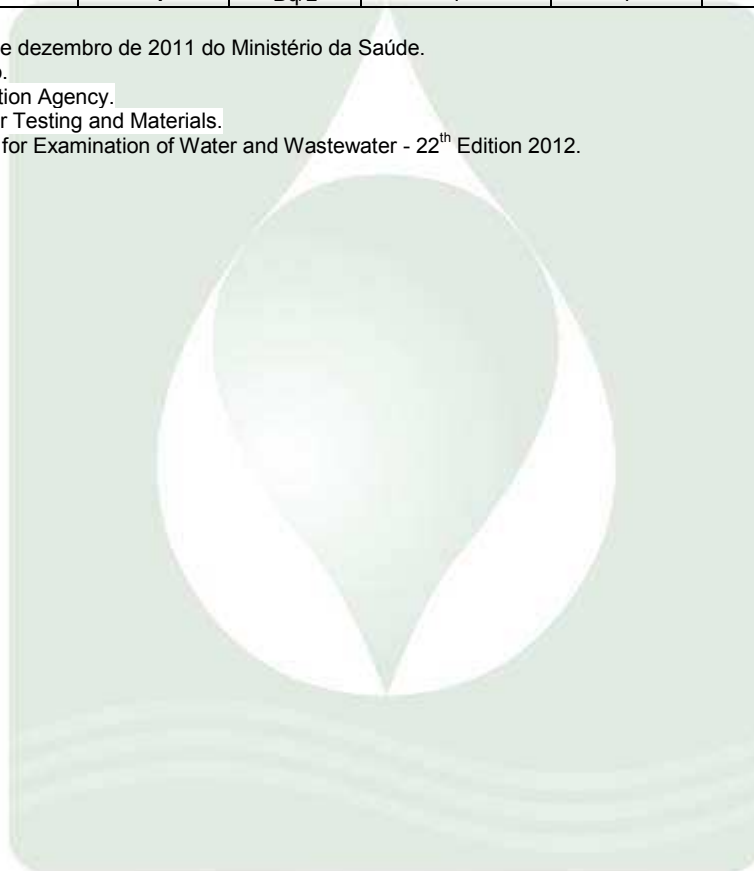 e dezembro de 2011 do Ministério da Saúde.
o.
tion Agency.
r Testing and Materials.
for Examination of Water and Wastewater - 22th Edition 2012.